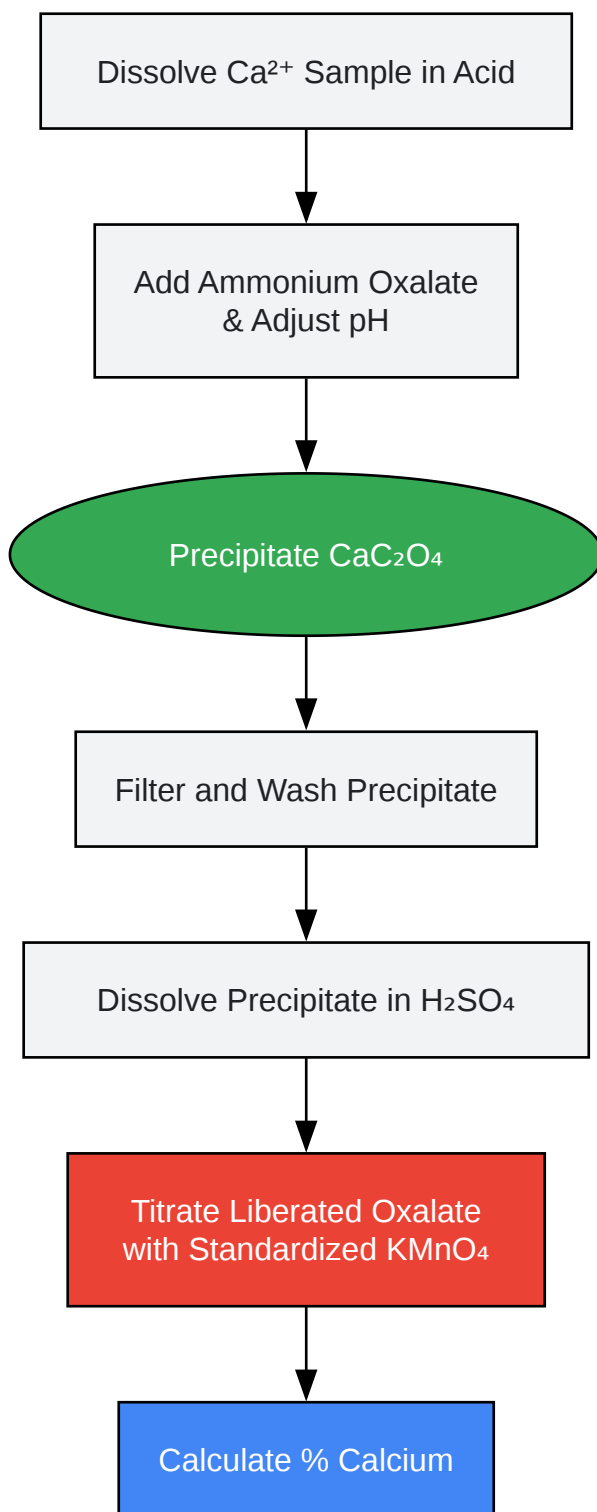 Dissolve Ca²⁺ Sample in Acid
Add Ammonium Oxalate
& Adjust pH
Precipitate CaC₂O₄
Filter and Wash Precipitate
Dissolve Precipitate in H₂SO₄
Titrate Liberated Oxalate
with Standardized KMnO₄
Calculate % Calcium